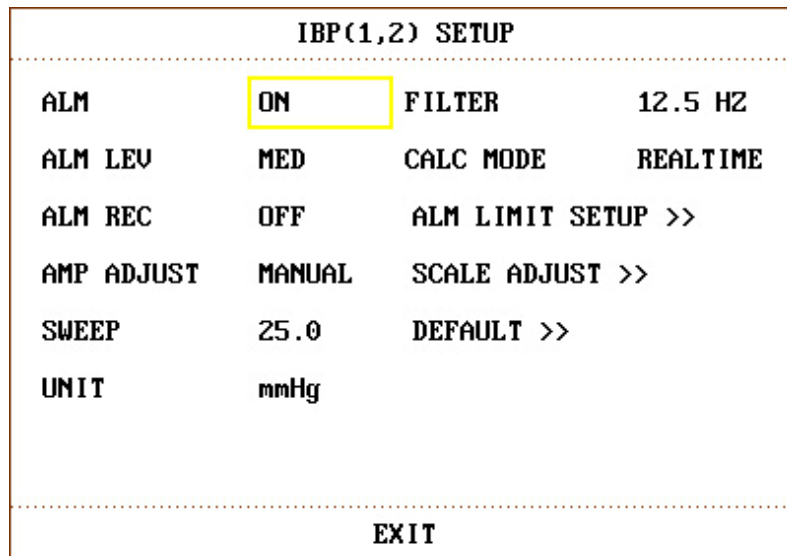 IBP(1,2) SETUP
ALM ON FILTER 12.5 HZ
ALM LEV MED CALC MODE REALTIME
ALM REC OFF ALM LIMIT SETUP >>
AMP ADJUST MANUAL SCALE ADJUST >>
SWEEP 25.0 DEFAULT >>
UNIT mmHg
EXIT